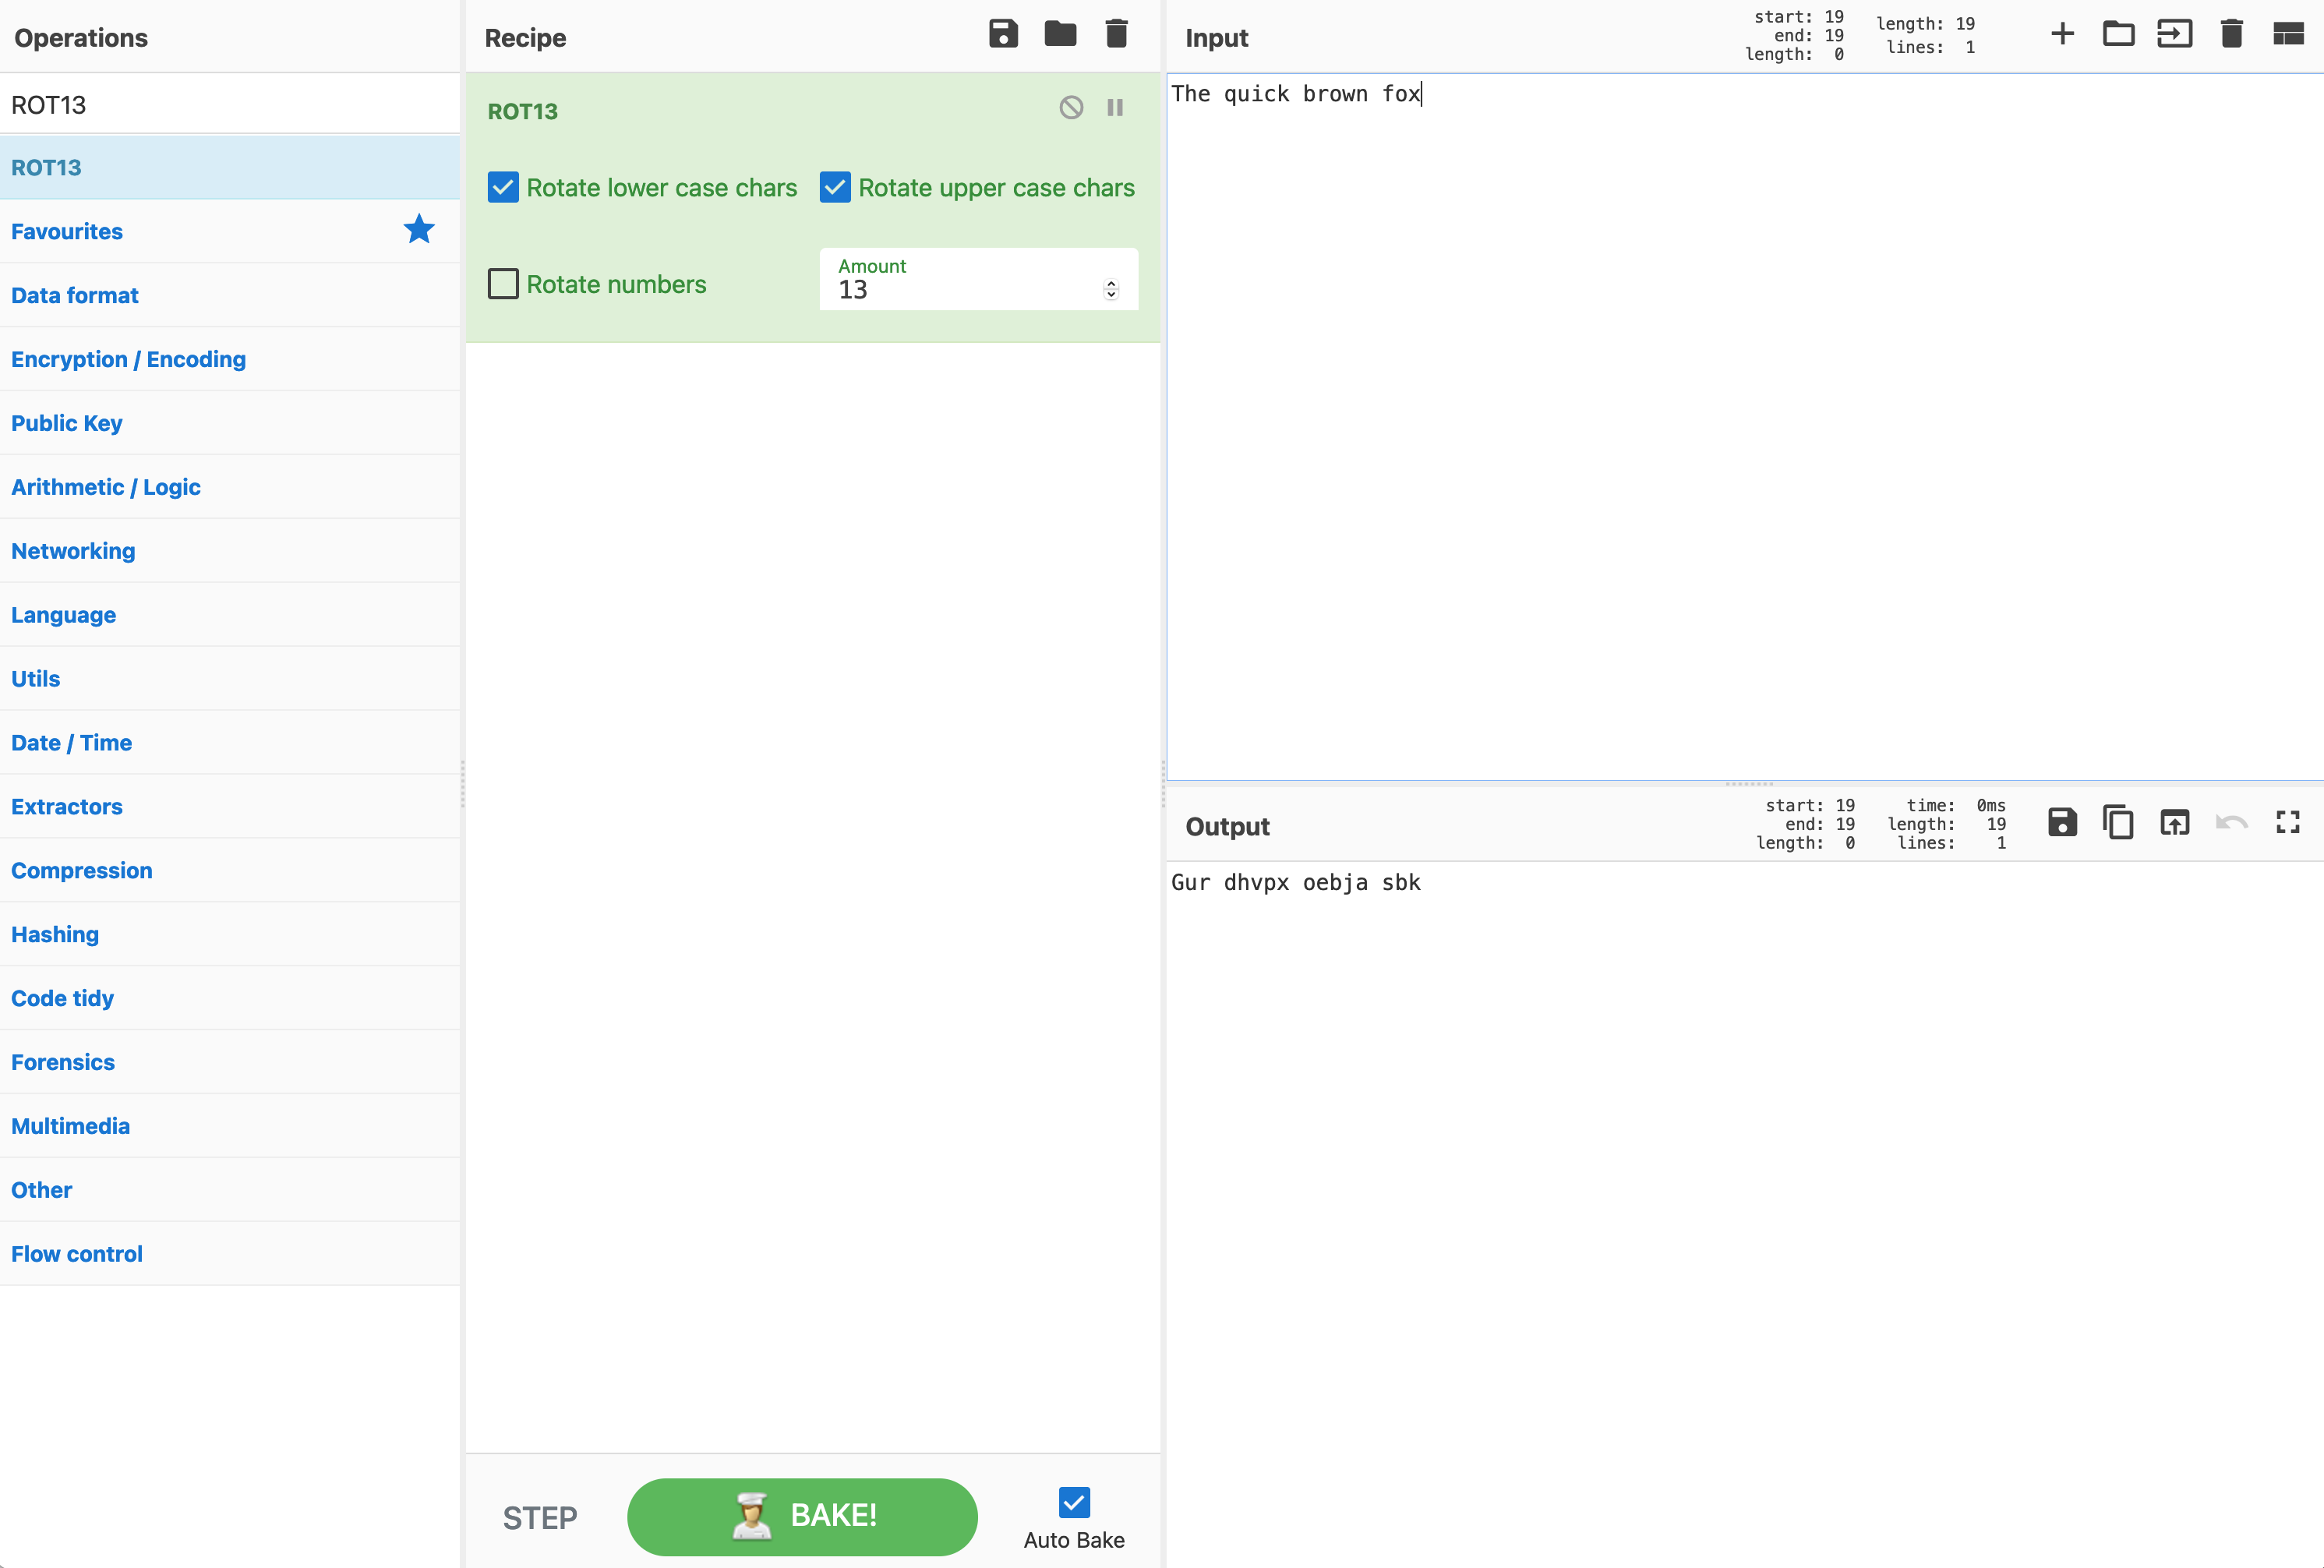 Operations
ROT13
ROT13
Favourites
Data format
Encryption / Encoding
Public Key
Arithmetic / Logic
Networking
Language
Utils
Date / Time
Extractors
Compression
Hashing
Code tidy
Forensics
Multimedia
Other
Flow control
Recipe
ROT13
Rotate lower case chars
Rotate upper case chars
Rotate numbers
Amount
13
STEP
BAKE!
Auto Bake
Input
start: 19
end: 19
length: 0
length: 19
lines: 1
The quick brown fox
Output
start: 19
end: 19
length: 0
time: 0ms
length: 19
lines: 1
Gur dhvpx oebja sbk